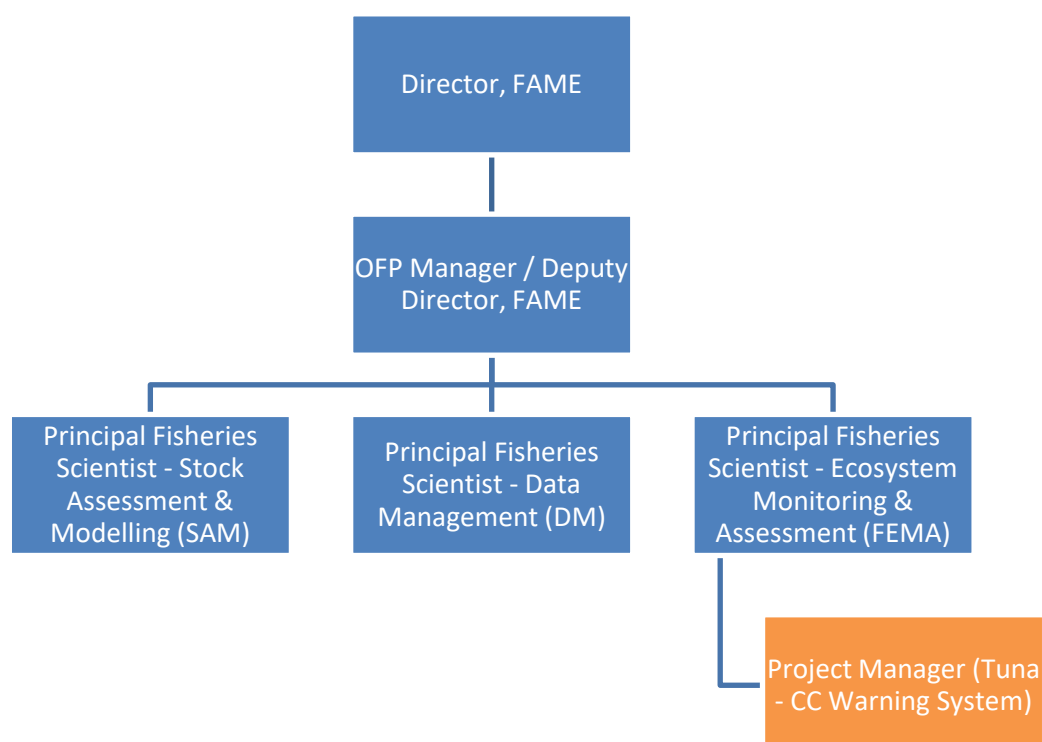 Director, FAME
OFP Manager / Deputy
Director, FAME
Principal Fisheries
Scientist - Stock
Assessment &
Modelling (SAM)
Principal Fisheries
Scientist - Data
Management (DM)
Principal Fisheries
Scientist - Ecosystem
Monitoring &
Assessment (FEMA)
Project Manager (Tuna
- CC Warning System)